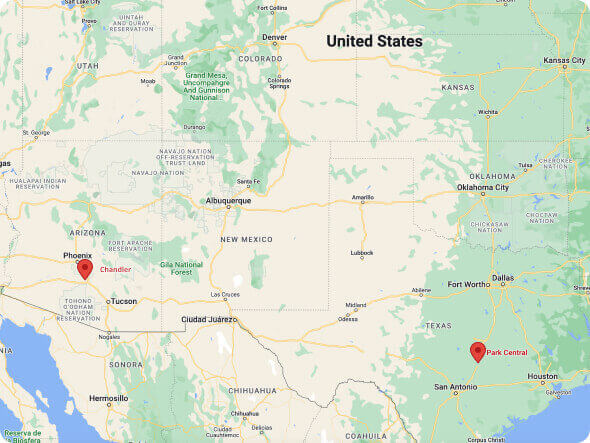 Salt Lake City
Provo
UINTAH
AND OURAY
RESERVATION
Fort Collins
Denver
United States
Kansas City
Grand
Junction
COLORADO
UTAH
Moab
Grand Mesa,
Uncompahgre
And Gunnison
National...
Colorado
Springs
KANSAS
Wichita
St. George
Durango
NAVAJO NATION
OFF-RESERVATION
TRUST LAND
NAVAJO NATION
HUALAPAI INDIAN
RESERVATION
Santa Fe
Albuquerque
Amarillo
Tulsa
CHEROKEE
NATION
OKLAHOMA
Oklahoma City
CHICKASAW
NATION
CHOCTAW
NATION
ARIZONA
FORT APACHE
RESERVATION
NEW MEXICO
Phoenix
Chandler
Gila National
Forest
Lubbock
TOHONO
O'ODHAM
NATION
RESERVATION
Tucson
Las Cruces
Abilene
Fort Worth
Dallas
Midland
Odessa
Ciudad Juárez
Nogales
TEXAS
Park Central
SONORA
Houston
San Antonio
Galveston
Hermosillo
CHIHUAHUA
Chihuahua
Delicias
Ciudad
Cuauhtémoc
COAHUILA
Corpus Christi
Reserva de
Biósfera